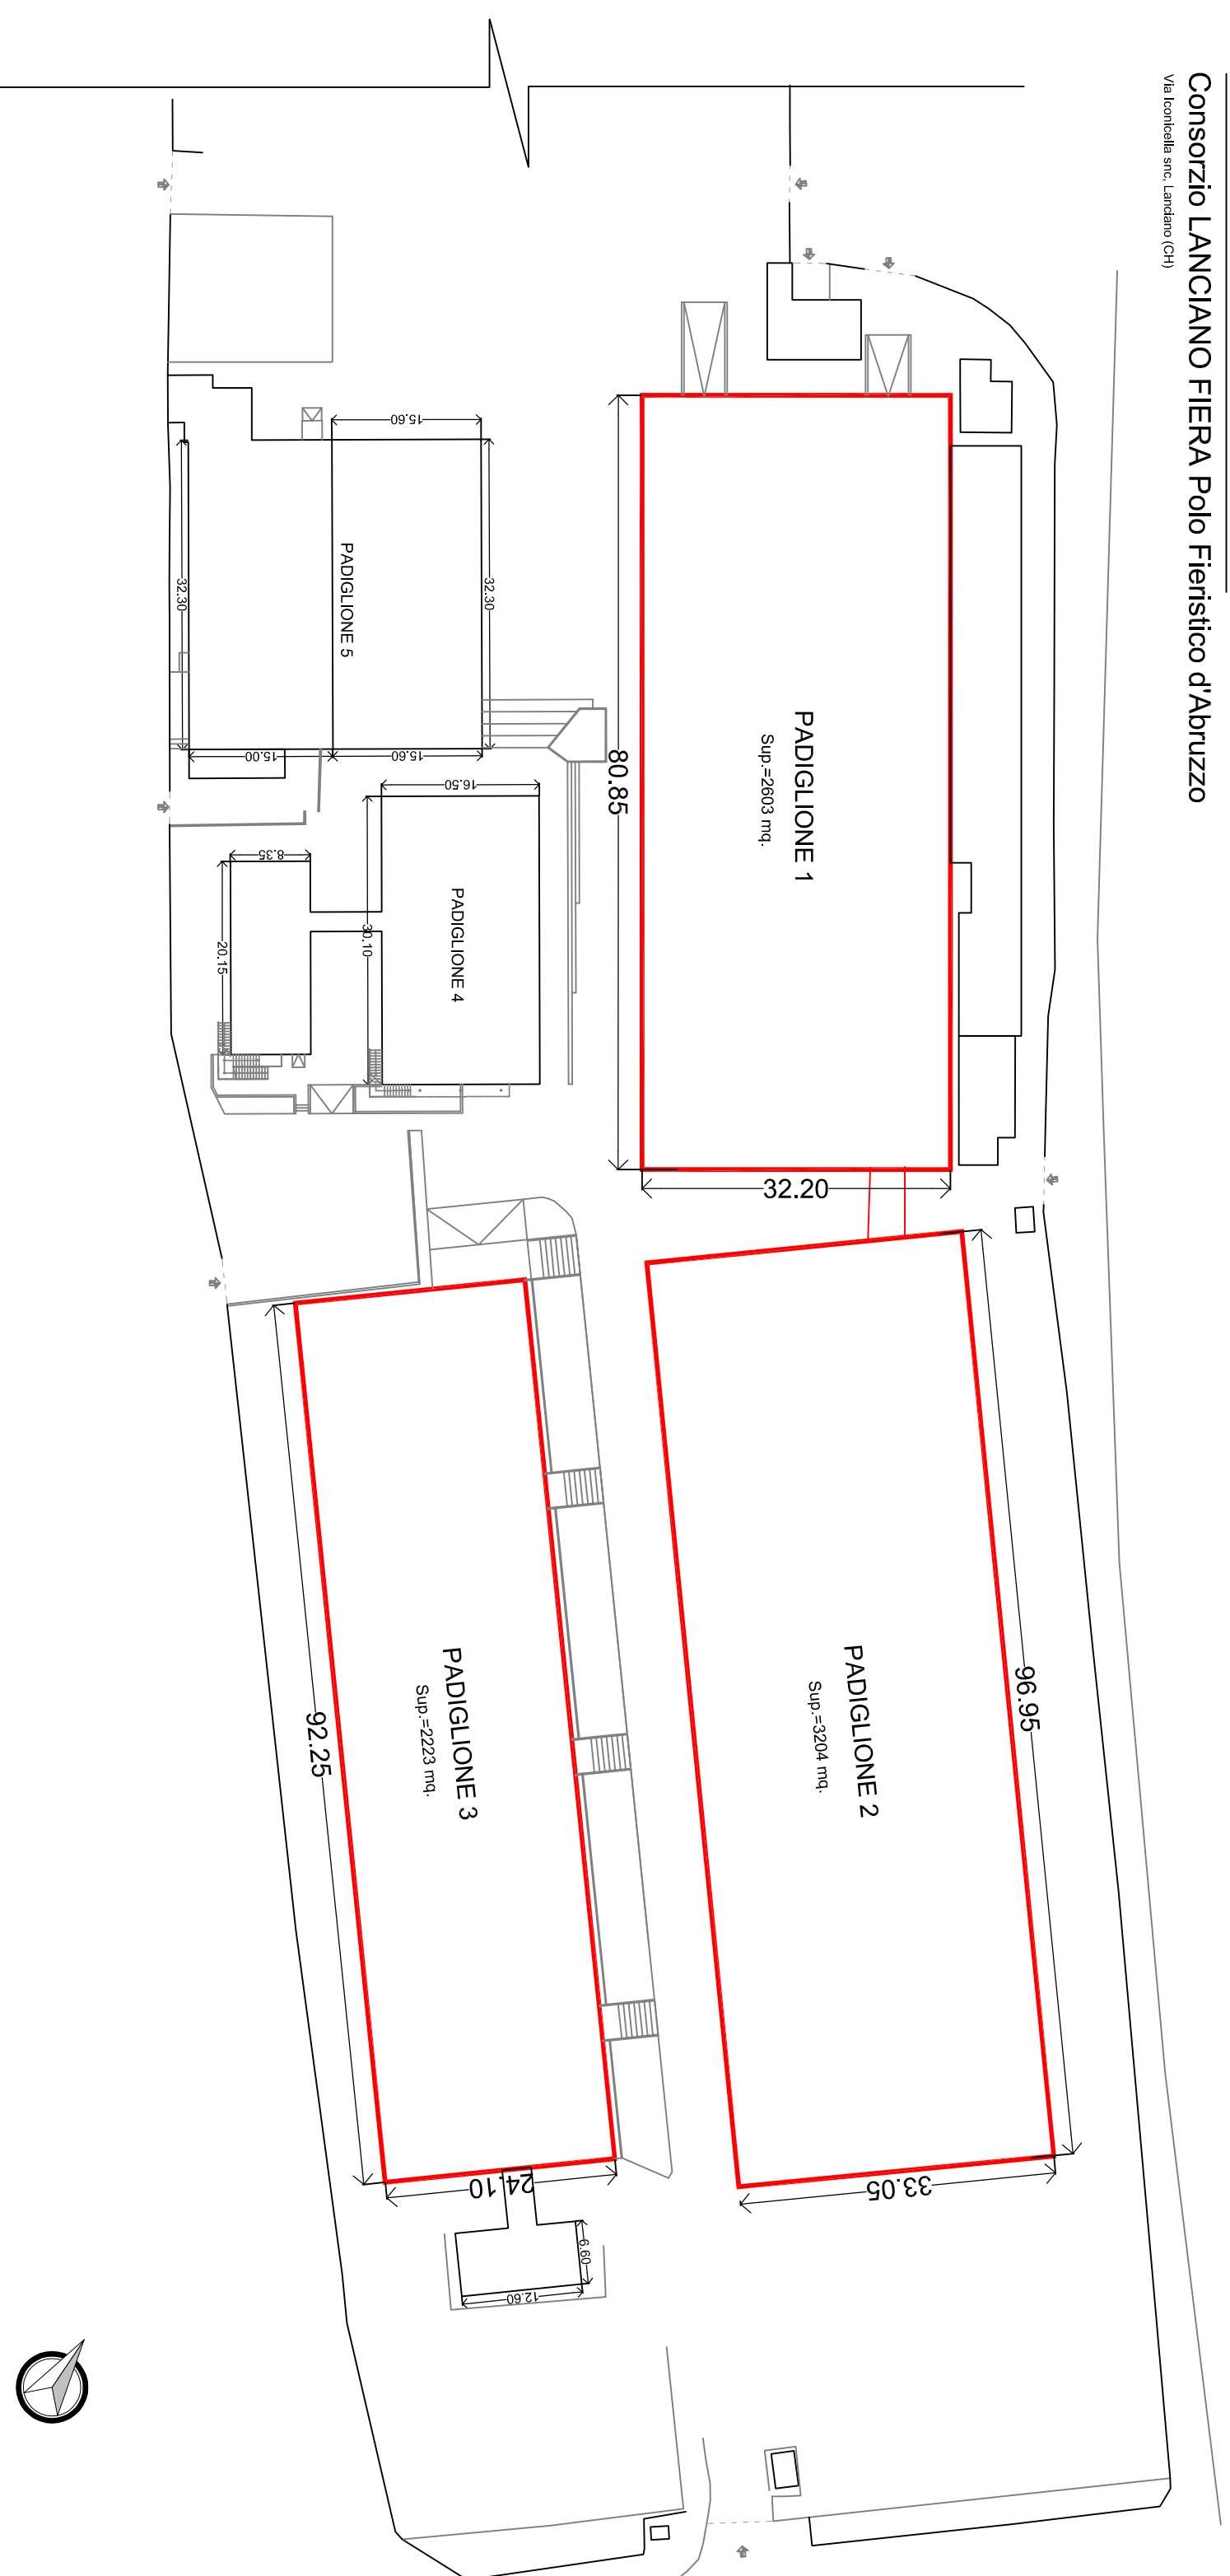 Consorzio LANCIANO FIERA Polo Fieristico d'Abruzzo
Via Iconicella snc, Lanciano (CH)
15.60
32.30
PADIGLIONE 5
32.30
15.00
15.60
PADIGLIONE 1
Sup.=2603 mq.
80.85
32.20
16.50
8.35
PADIGLIONE 4
30.10
20.15
PADIGLIONE 2
Sup.=3204 mq.
96.95
33.05
PADIGLIONE 3
Sup.=2223 mq.
92.25
24.10
6.60
12.60